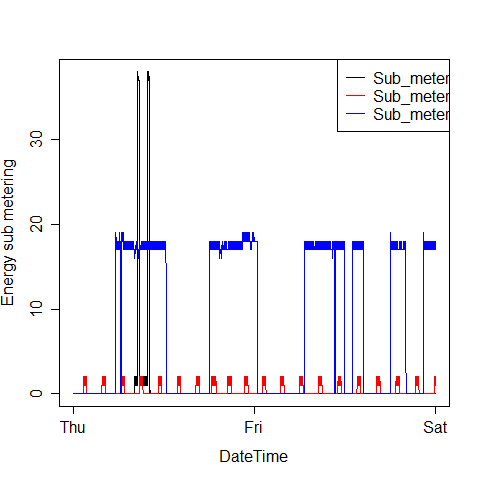 Sub_meter
Sub_meter
Sub_meter
Energy sub metering
30
20
10
0
Thu
Fri
Sat
DateTime